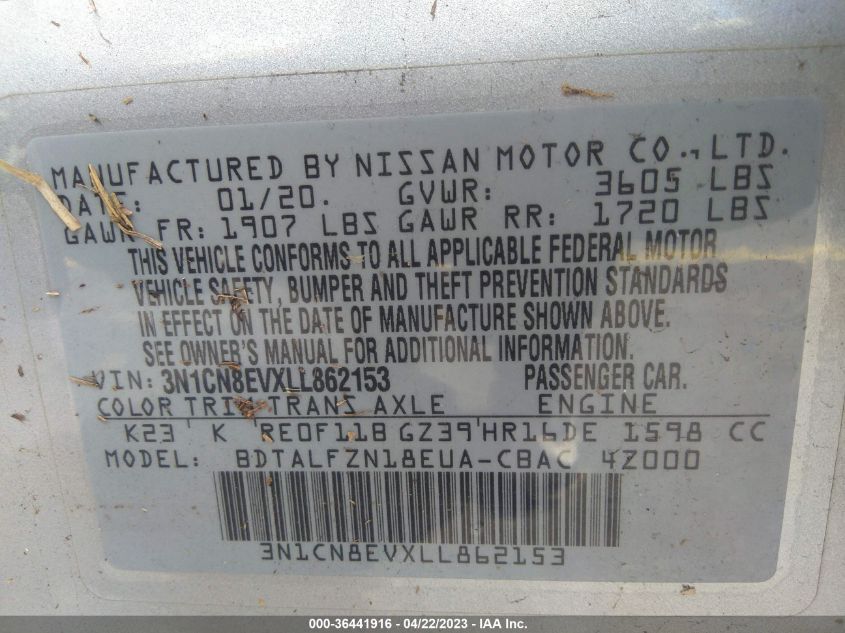 MANUFACTURED BY NISSAN MOTOR CO., LTD.
DATE: 01/20. GVWR: 3605 LBS
GAWR FR: 1907 LBS GAWR RR: 1720 LBS
THIS VEHICLE CONFORMS TO ALL APPLICABLE FEDERAL MOTOR
VEHICLE SAFETY, BUMPER AND THEFT PREVENTION STANDARDS
IN EFFECT ON THE DATE OF MANUFACTURE SHOWN ABOVE.
SEE OWNER'S MANUAL FOR ADDITIONAL INFORMATION.
VIN: 3N1CN8EVXLL862153 PASSENGER CAR.
COLOR TRIM TRANS AXLE ENGINE
K23 K RE0F11B GZ39 HR16DE 1598 CC
MODEL: BDTALFZN18EUA-CBAC 4Z000
3N1CN8EVXLL862153
000-36441916 - 04/22/2023 - IAA Inc.